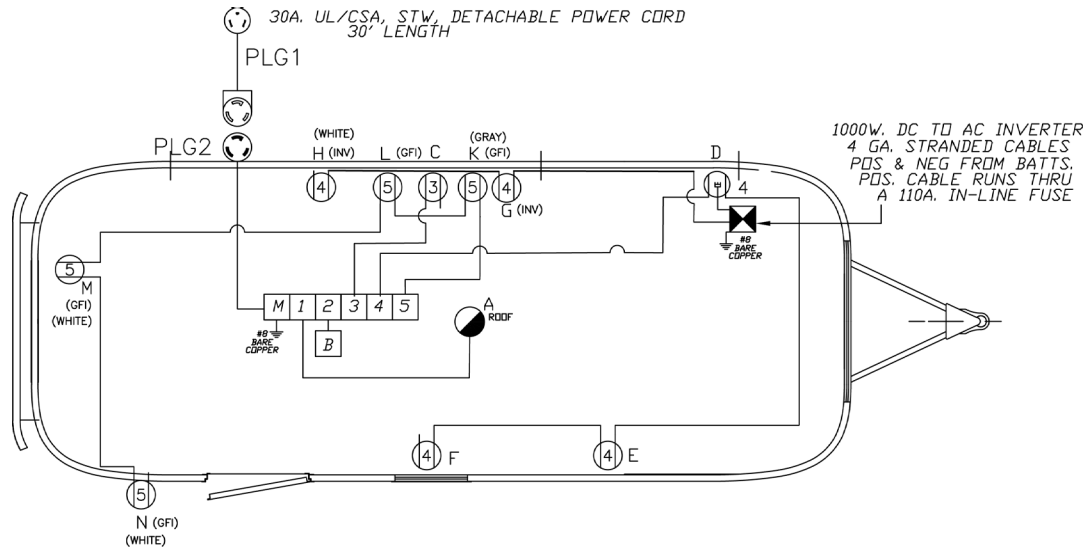 30A. UL/CSA, STW, DETACHABLE POWER CORD
30' LENGTH
PLG1
PLG2
(WHITE)
H (INV)
L (GFI)
C
(GRAY)
K (GFI)
D
1000W. DC TO AC INVERTER
4 GA. STRANDED CABLES
POS & NEG FROM BATTS.
POS. CABLE RUNS THRU
A 110A. IN-LINE FUSE
4
5
3
5
4
4
G (INV)
#8
BARE
COPPER
5
M
(GFI)
(WHITE)
M 1 2 3 4 5
#8
BARE
COPPER
B
A
ROOF
4
F
4
E
5
N (GFI)
(WHITE)